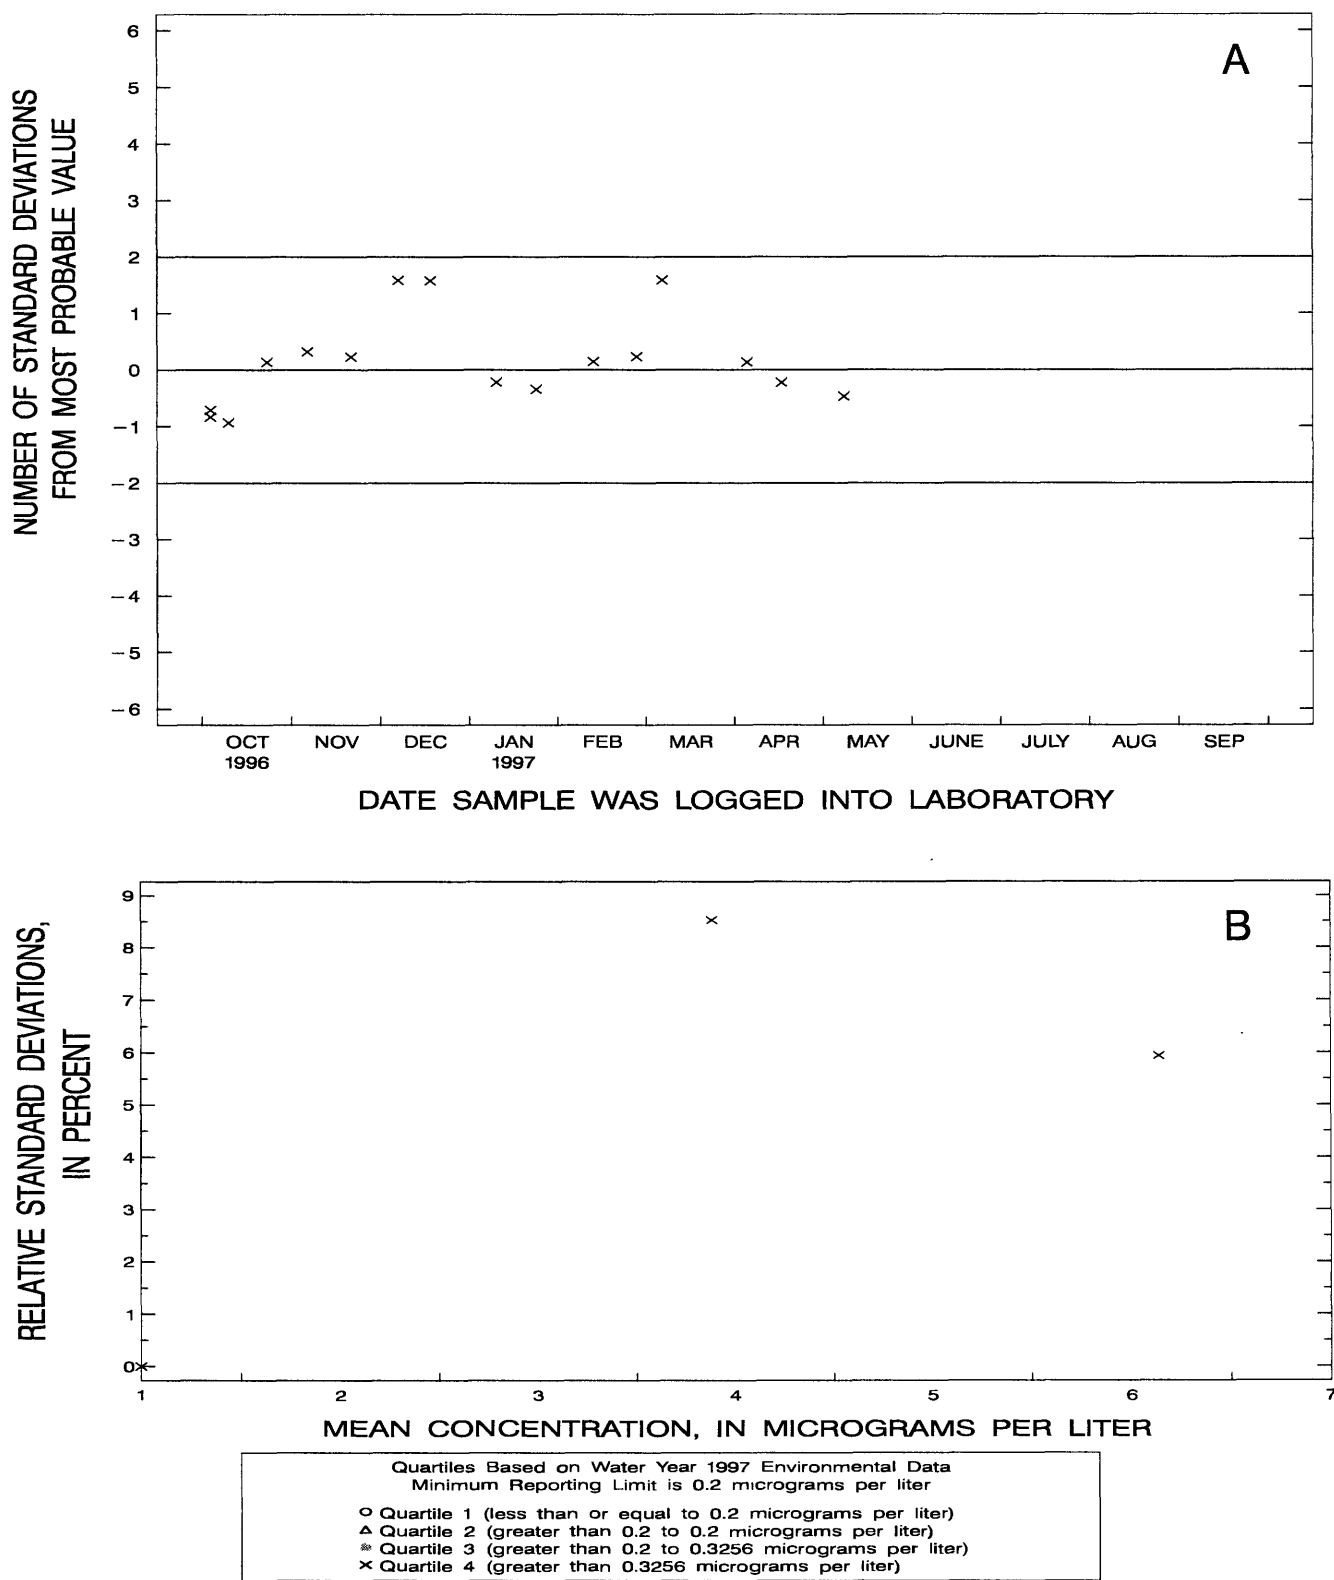 A
NUMBER OF STANDARD DEVIATIONS
FROM MOST PROBABLE VALUE
6
5
4
3
2
1
0
−1
−2
−3
−4
−5
−6
OCT NOV DEC JAN FEB MAR APR MAY JUNE JULY AUG SEP
1996 1997
DATE SAMPLE WAS LOGGED INTO LABORATORY
B
RELATIVE STANDARD DEVIATIONS,
IN PERCENT
9
8
7
6
5
4
3
2
1
0
1 2 3 4 5 6 7
MEAN CONCENTRATION, IN MICROGRAMS PER LITER
Quartiles Based on Water Year 1997 Environmental Data
Minimum Reporting Limit is 0.2 micrograms per liter
Quartile 1 (less than or equal to 0.2 micrograms per liter)
Quartile 2 (greater than 0.2 to 0.2 micrograms per liter)
Quartile 3 (greater than 0.2 to 0.3256 micrograms per liter)
Quartile 4 (greater than 0.3256 micrograms per liter)